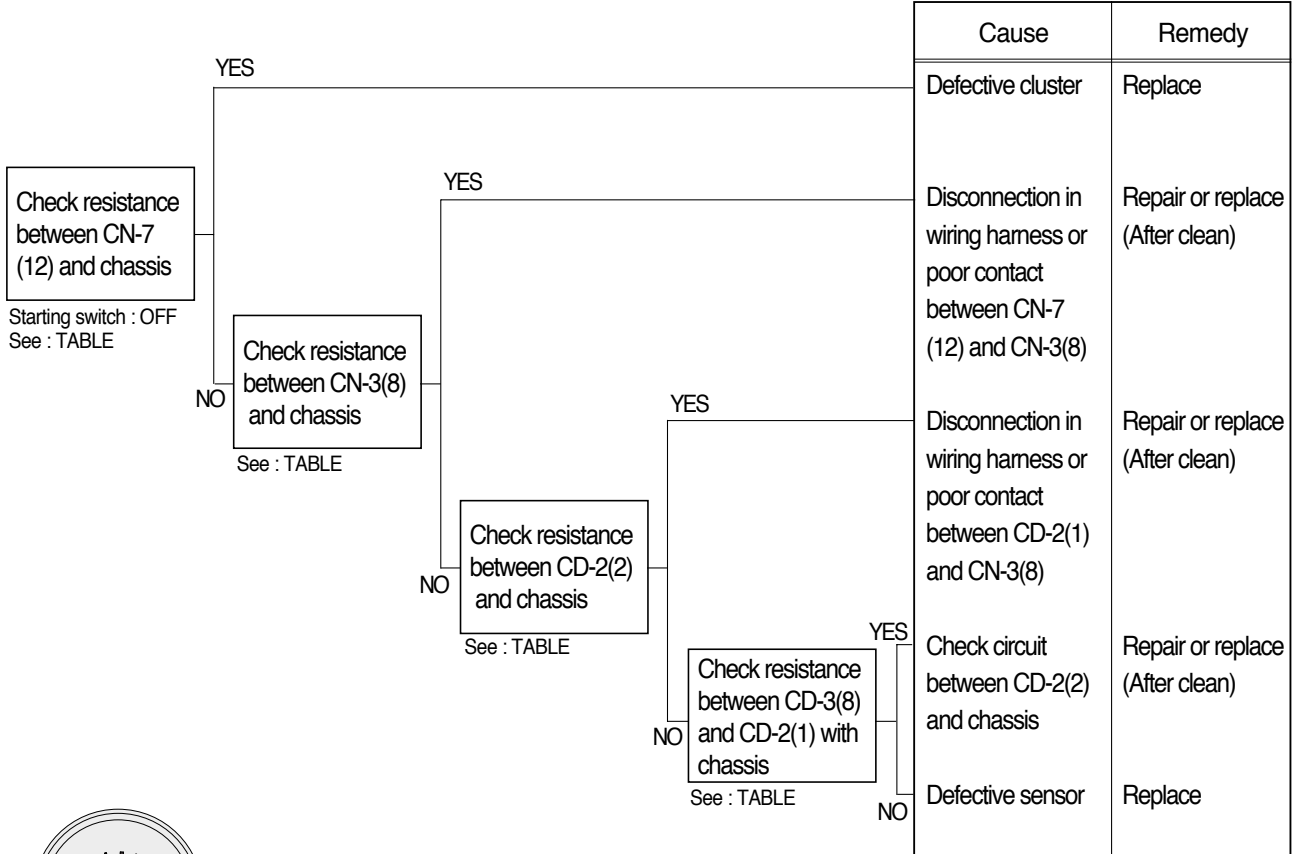 Cause
Remedy
YES
Defective cluster
Replace
Check resistance
between CN-7
(12) and chassis
Starting switch : OFF
See : TABLE
YES
Disconnection in
wiring harness or
poor contact
between CN-7
(12) and CN-3(8)
Repair or replace
(After clean)
NO
Check resistance
between CN-3(8)
and chassis
See : TABLE
YES
Disconnection in
wiring harness or
poor contact
between CD-2(1)
and CN-3(8)
Repair or replace
(After clean)
NO
Check resistance
between CD-2(2)
and chassis
See : TABLE
YES
Check circuit
between CD-2(2)
and chassis
Repair or replace
(After clean)
NO
Check resistance
between CD-3(8)
and CD-2(1) with
chassis
See : TABLE
NO
Defective sensor
Replace